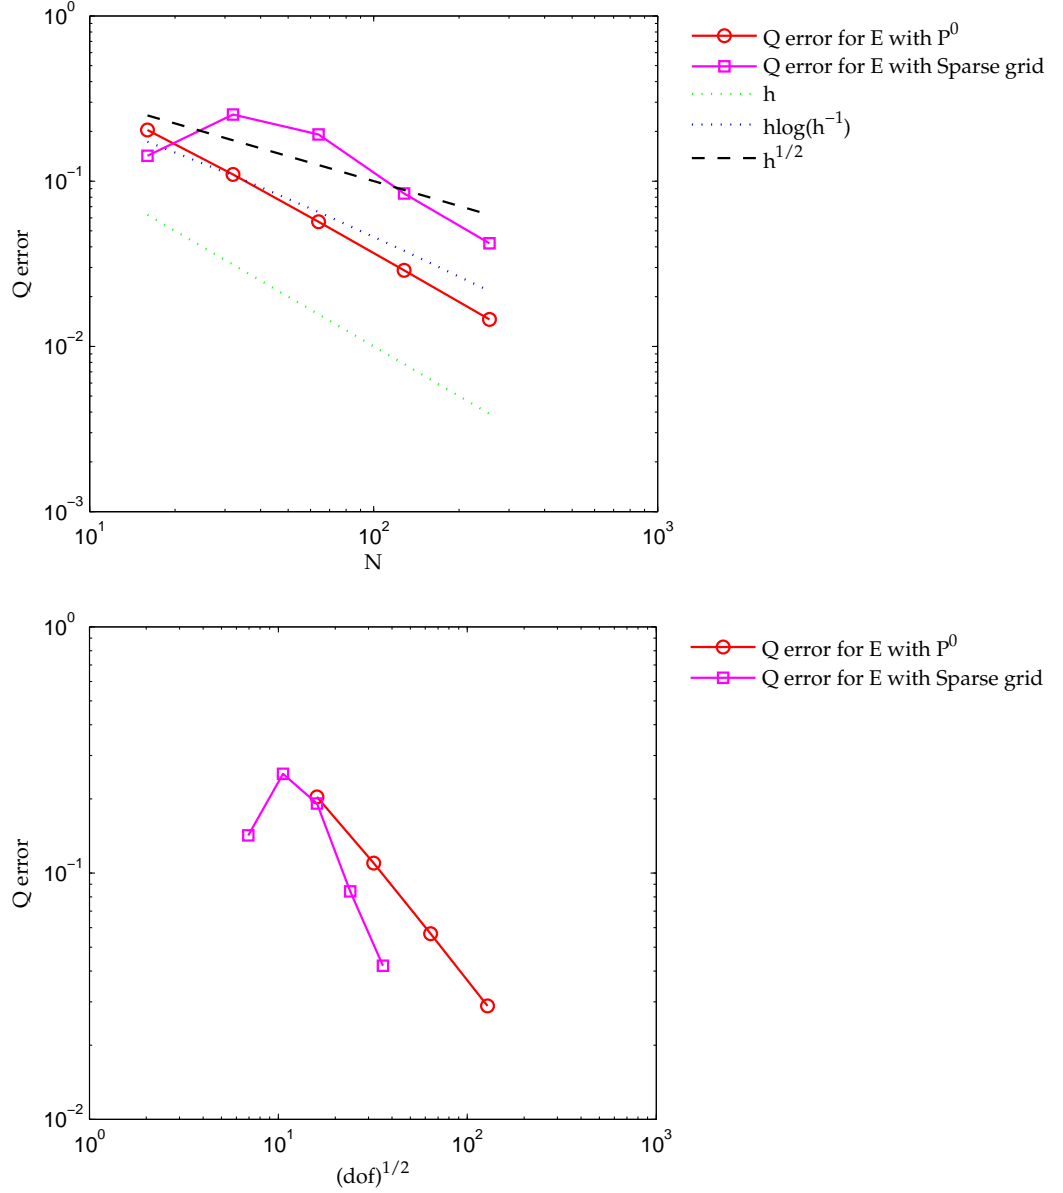 10^0
10^−1
10^−2
10^−3
Q error
10^1
10^2
10^3
N
Q error for E with P^0
Q error for E with Sparse grid
h
hlog(h^−1)
h^1/2
10^0
10^−1
10^−2
Q error
10^0
10^1
10^2
10^3
(dof)^1/2
Q error for E with P^0
Q error for E with Sparse grid